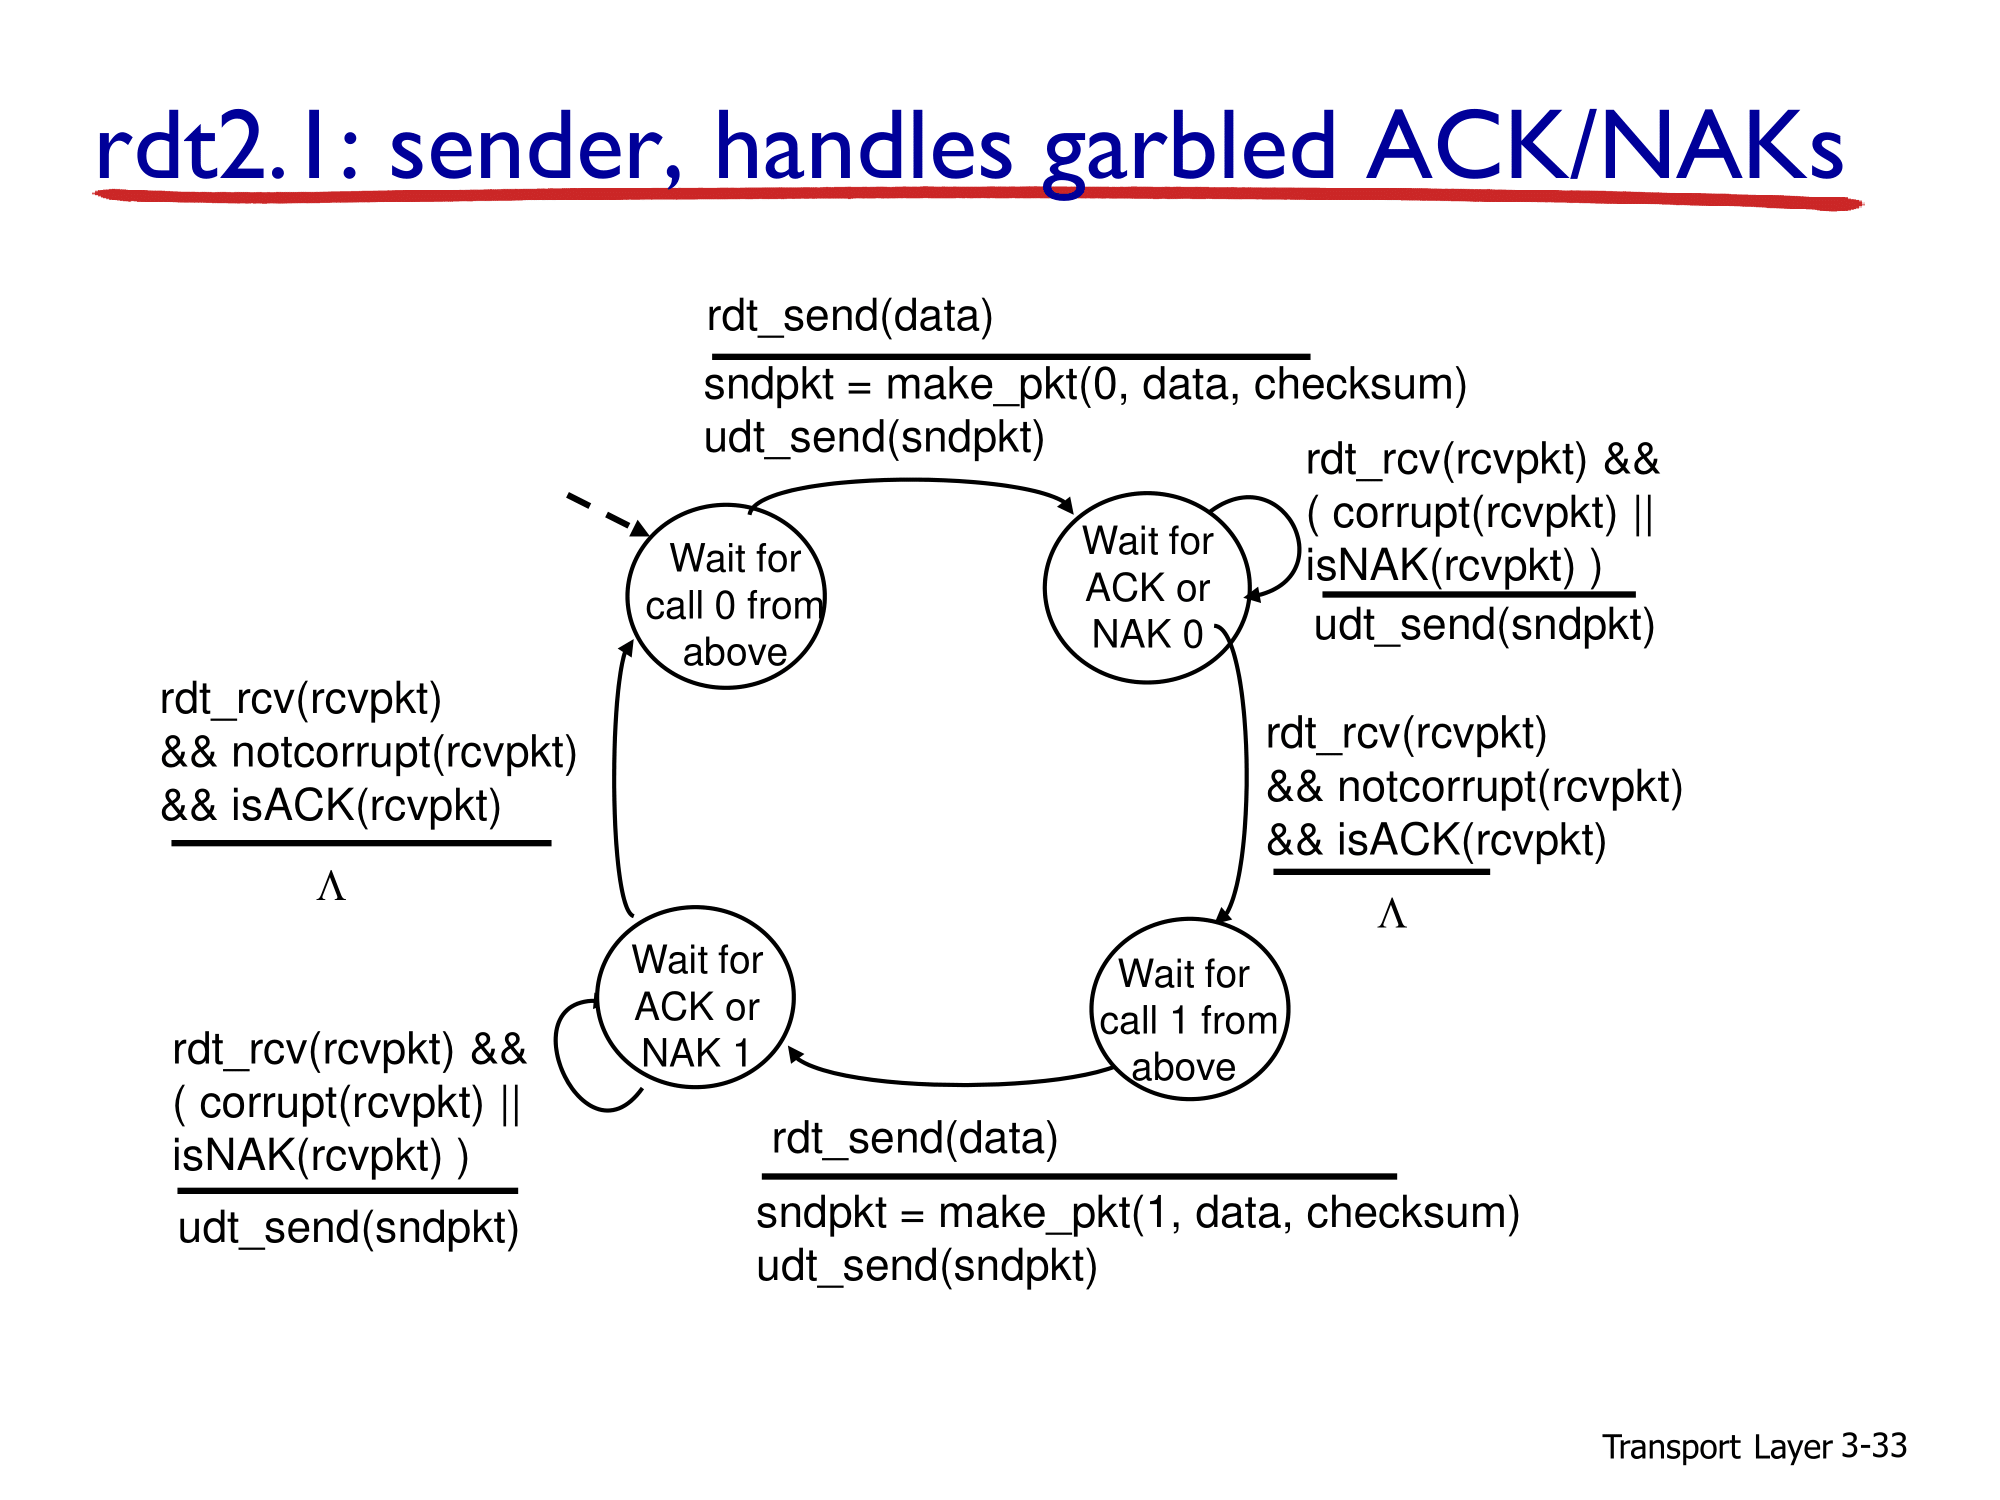 rdt2.1: sender, handles garbled ACK/NAKs
rdt_send(data)
sndpkt = make_pkt(0, data, checksum)
udt_send(sndpkt)
rdt_rcv(rcvpkt) &&
( corrupt(rcvpkt) ||
isNAK(rcvpkt) )
udt_send(sndpkt)
Wait for
call 0 from
above
Wait for
ACK or
NAK 0
rdt_rcv(rcvpkt)
&& notcorrupt(rcvpkt)
&& isACK(rcvpkt)
Λ
rdt_rcv(rcvpkt)
&& notcorrupt(rcvpkt)
&& isACK(rcvpkt)
Λ
Wait for
ACK or
NAK 1
Wait for
call 1 from
above
rdt_rcv(rcvpkt) &&
( corrupt(rcvpkt) ||
isNAK(rcvpkt) )
udt_send(sndpkt)
rdt_send(data)
sndpkt = make_pkt(1, data, checksum)
udt_send(sndpkt)
Transport Layer 3-33